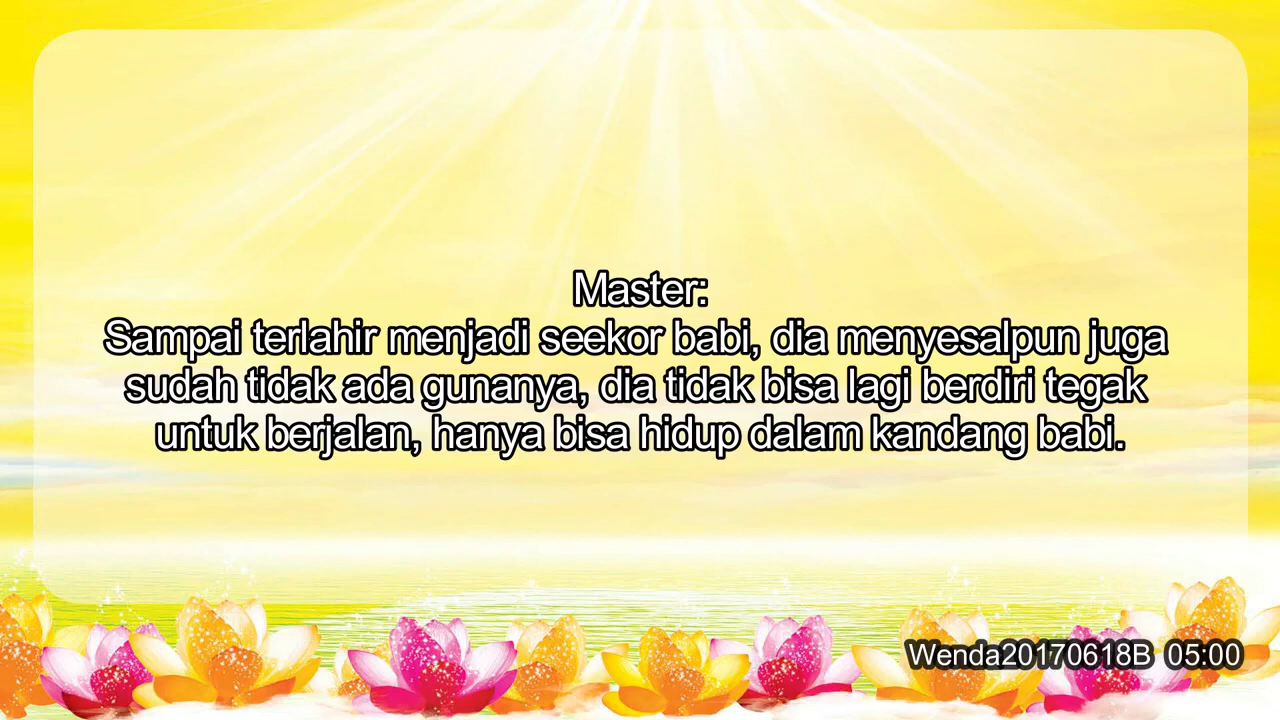 Master:
Sampai terlahir menjadi seekor babi, dia menyesalpun juga
sudah tidak ada gunanya, dia tidak bisa lagi berdiri tegak
untuk berjalan, hanya bisa hidup dalam kandang babi.
Wenda20170618B 05:00